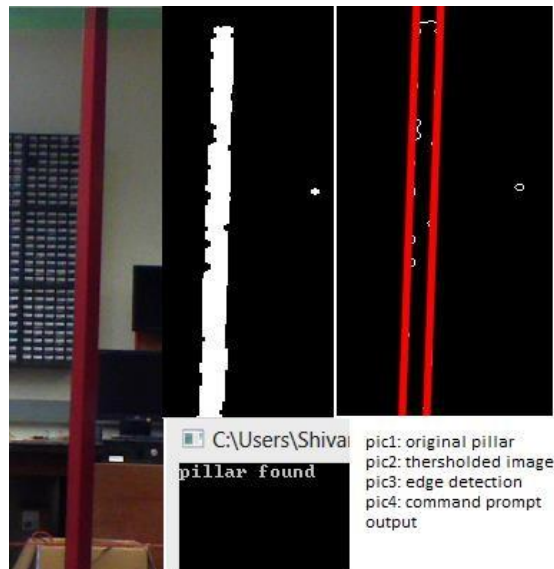 C:\Users\Shivar
pillar found
pic1: original pillar
pic2: thersholded image
pic3: edge detection
pic4: command prompt
output